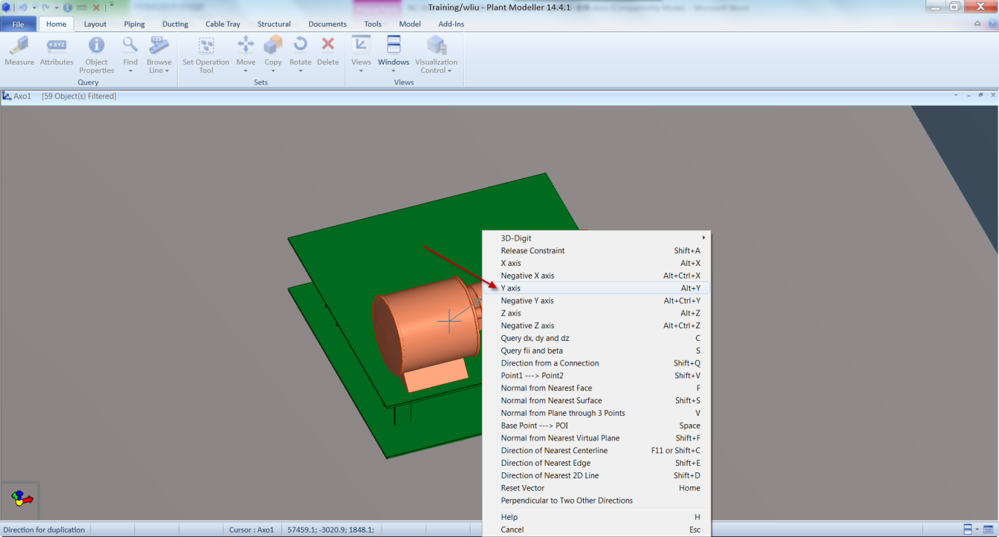 Training/wliu - Plant Modeller 14.4.1
File Home Layout Piping Ducting Cable Tray Structural Documents Tools Model Add-Ins
Measure Attributes Object Properties Find Browse Line Set Operation Tool Move Copy Rotate Delete Views Windows Visualization Control
Query Sets Views
Axo1 [59 Object(s) Filtered]
3D-Digit
Release Constraint Shift+A
X axis Alt+X
Negative X axis Alt+Ctrl+X
Y axis Alt+Y
Negative Y axis Alt+Ctrl+Y
Z axis Alt+Z
Negative Z axis Alt+Ctrl+Z
Query dx, dy and dz C
Query fii and beta S
Direction from a Connection Shift+Q
Point1 ---> Point2 Shift+V
Normal from Nearest Face F
Normal from Nearest Surface Shift+S
Normal from Plane through 3 Points V
Base Point ---> POI Space
Normal from Nearest Virtual Plane Shift+F
Direction of Nearest Centerline F11 or Shift+C
Direction of Nearest Edge Shift+E
Direction of Nearest 2D Line Shift+D
Reset Vector Home
Perpendicular to Two Other Directions
Help H
Cancel Esc
Direction for duplication Cursor : Axo1 57459.1; -3020.9; 1848.1;